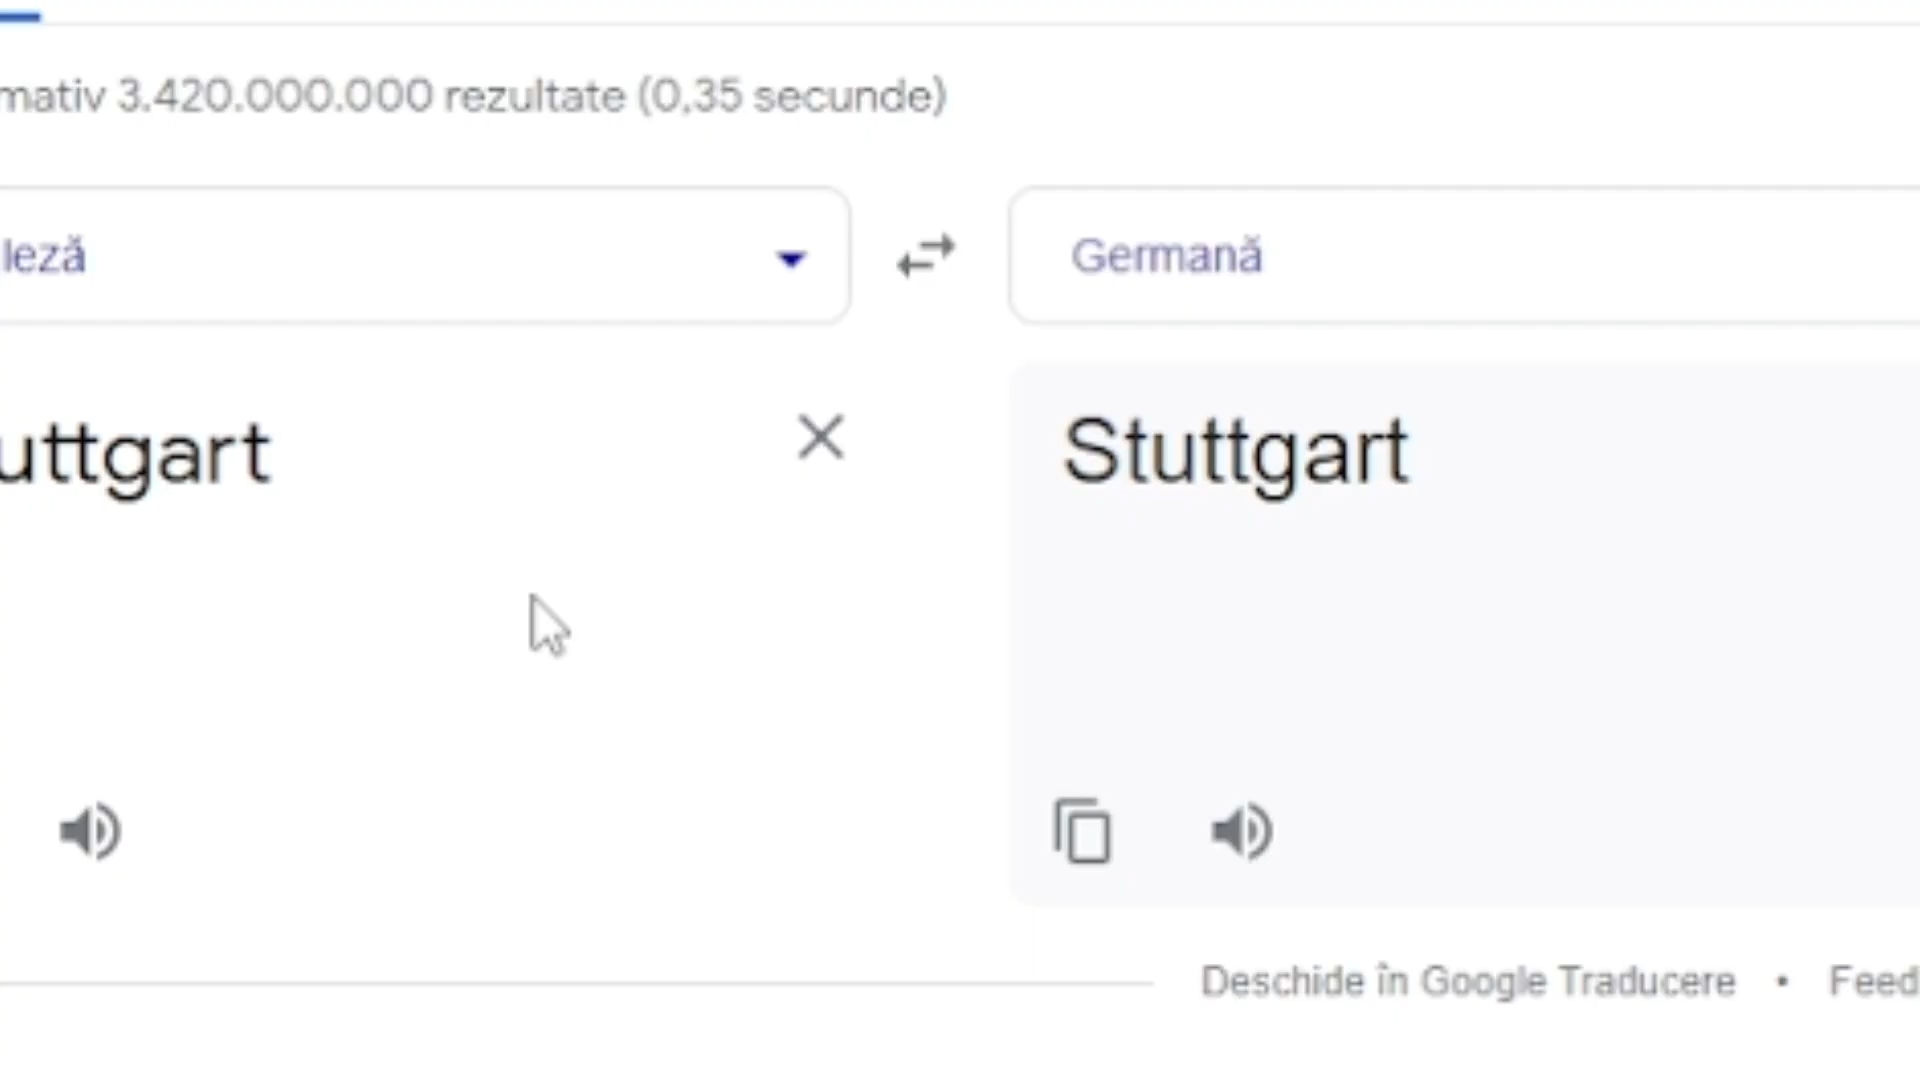 mativ 3.420.000.000 rezultate (0,35 secunde)
leză
Germană
uttgart
Stuttgart
Deschide în Google Traducere • Feed